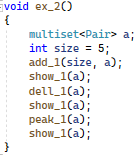 void ex_2()
{
multiset<Pair> a;
int size = 5;
add_1(size, a);
show_1(a);
dell_1(a);
show_1(a);
peak_1(a);
show_1(a);
}